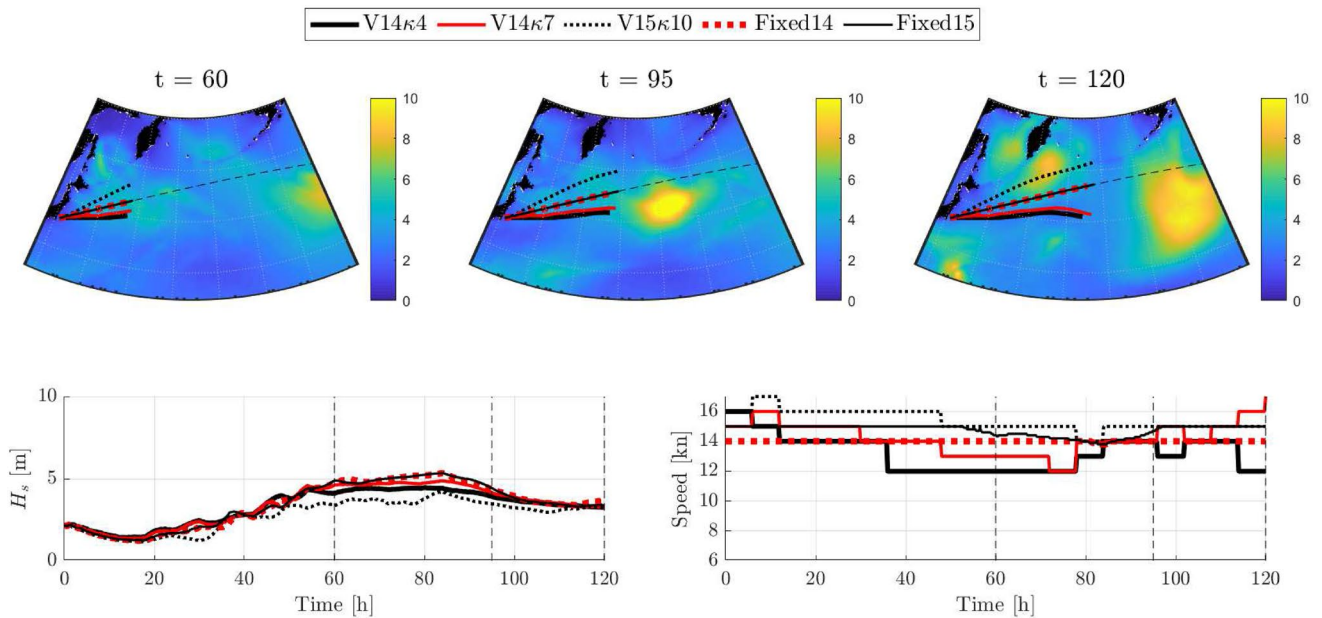 V14κ4 V14κ7 V15κ10 Fixed14 Fixed15
t = 60 t = 95 t = 120
10 10 10
8 8 8
6 6 6
4 4 4
2 2 2
0 0 0
10
5
0
H_s [m]
0 20 40 60 80 100 120
Time [h]
16
14
12
10
8
6
Speed [kn]
0 20 40 60 80 100 120
Time [h]